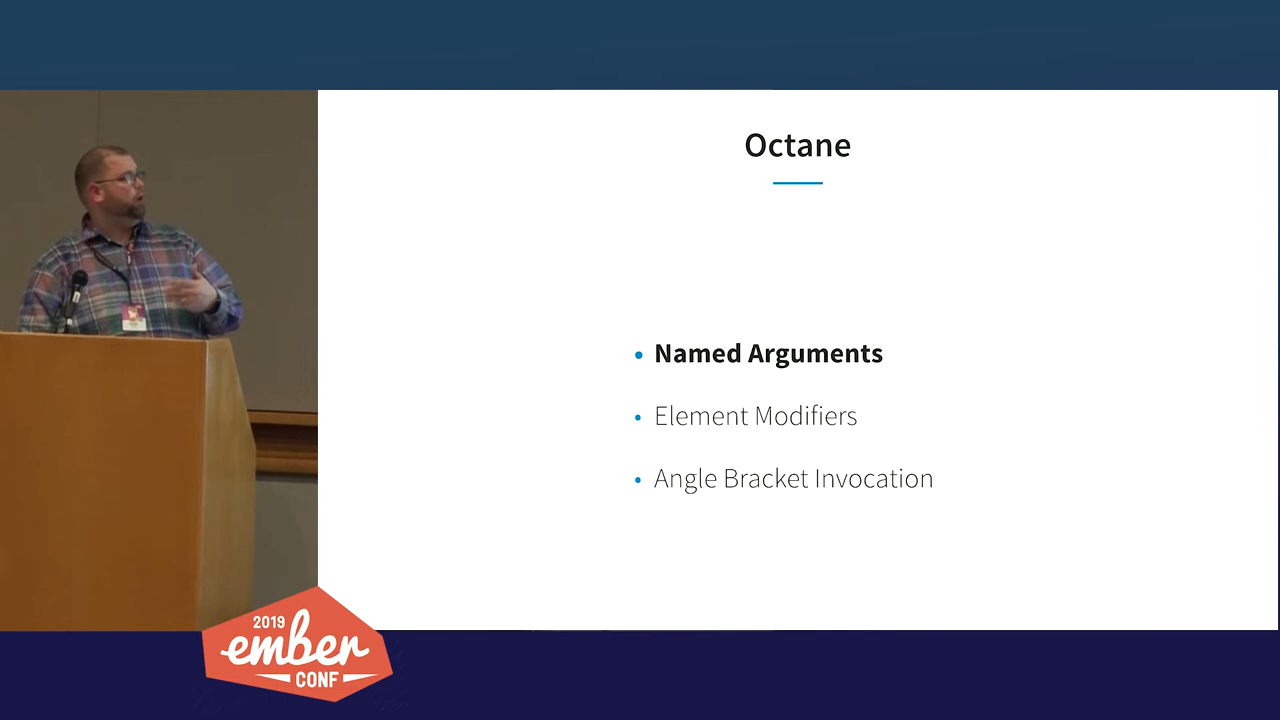 Octane
Named Arguments
Element Modifiers
Angle Bracket Invocation
2019
ember
CONF